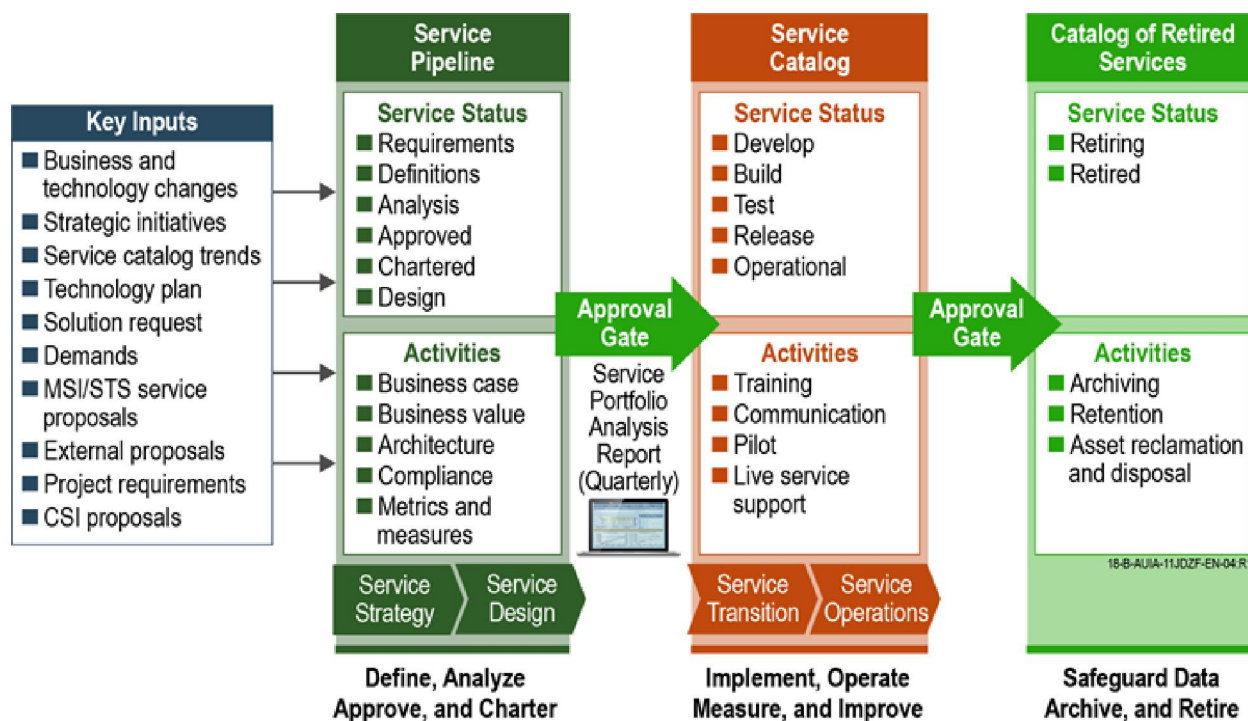 Key Inputs
Business and
technology changes
Strategic initiatives
Service catalog trends
Technology plan
Solution request
Demands
MSI/STS service
proposals
External proposals
Project requirements
CSI proposals
Service
Pipeline
Service Status
Requirements
Definitions
Analysis
Approved
Chartered
Design
Activities
Business case
Business value
Architecture
Compliance
Metrics and
measures
Service
Strategy
Service
Design
Define, Analyze
Approve, and Charter
Approval
Gate
Service
Portfolio
Analysis
Report
(Quarterly)
Service
Catalog
Service Status
Develop
Build
Test
Release
Operational
Activities
Training
Communication
Pilot
Live service
support
Service
Transition
Service
Operations
Implement, Operate
Measure, and Improve
Approval
Gate
Catalog of Retired
Services
Service Status
Retiring
Retired
Activities
Archiving
Retention
Asset reclamation
and disposal
18-B-AUIA-11JDZF-EN-04.R
Safeguard Data
Archive, and Retire